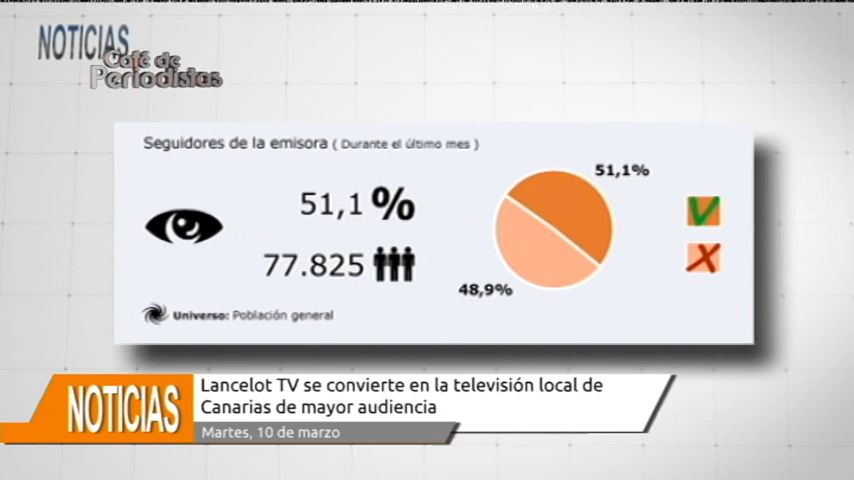 NOTICIAS
Café de
Periodistas
Seguidores de la emisora ( Durante el último mes )
51,1%
51,1 %
77.825
48,9%
Universo: Población general
NOTICIAS
Lancelot TV se convierte en la televisión local de
Canarias de mayor audiencia
Martes, 10 de marzo